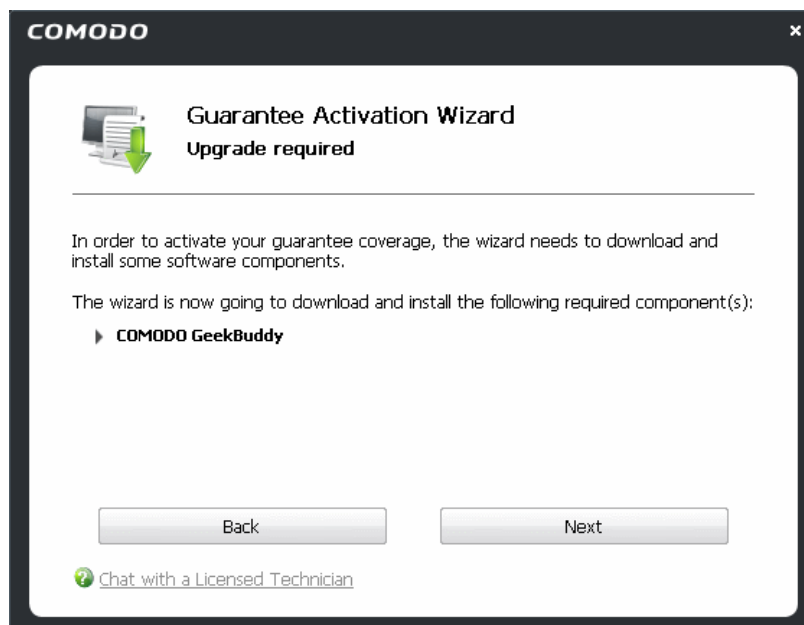 COMODO
Guarantee Activation Wizard
Upgrade required
In order to activate your guarantee coverage, the wizard needs to download and
install some software components.
The wizard is now going to download and install the following required component(s):
COMODO GeekBuddy
Back
Next
Chat with a Licensed Technician